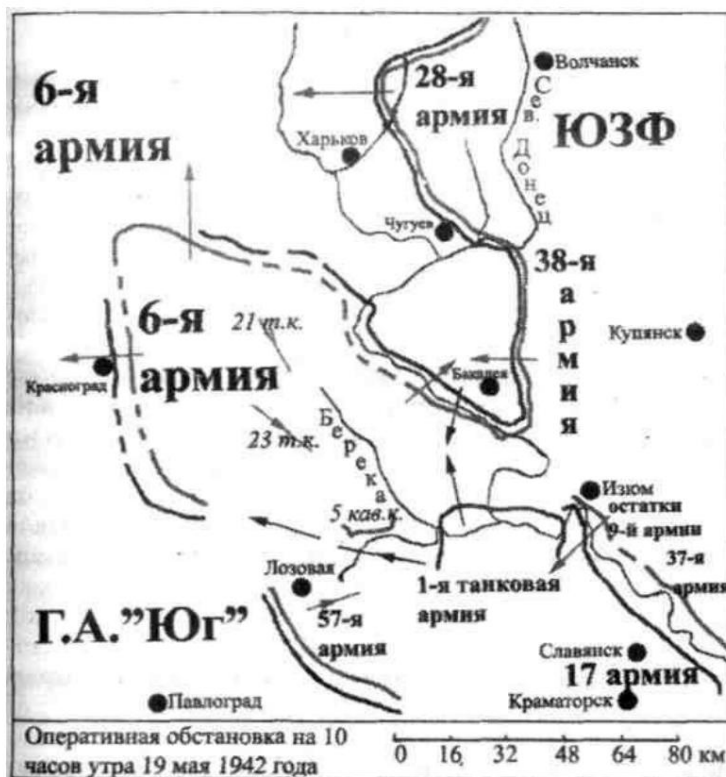 6-я
армия
28-я
армия
Волчанск
Сев. Донец
ЮЗФ
Харьков
Чугуев
38-я
армия
6-я
армия
21 т.к.
Купянск
Красноград
Балаклея
23 т.к.
Берека
5 кав.к.
Изюм
остатки
9-й армии
37-я
армия
Лозовая
1-я танковая
армия
57-я
армия
Г.А."Юг"
Славянск
17 армия
Павлоград
Краматорск
Оперативная обстановка на 10
часов утра 19 мая 1942 года
0 16 32 48 64 80 км